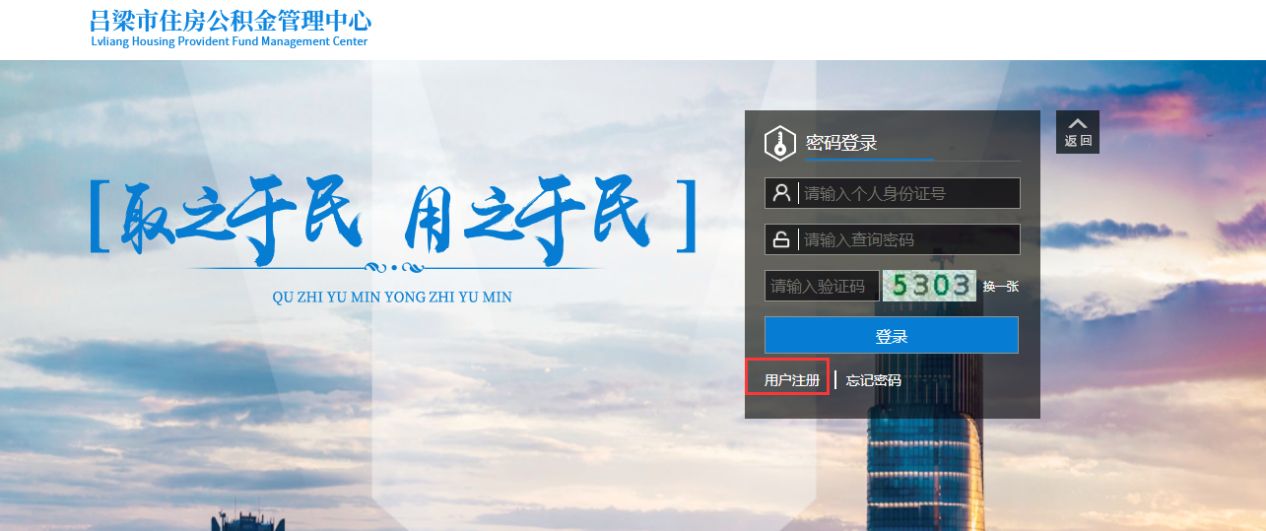 吕梁市住房公积金管理中心
Lvliang Housing Provident Fund Management Center
密码登录
返回
请输入个人身份证号
[取之于民 用之于民]
请输入查询密码
QU ZHI YU MIN YONG ZHI YU MIN
请输入验证码 5303 换一张
登录
用户注册 | 忘记密码